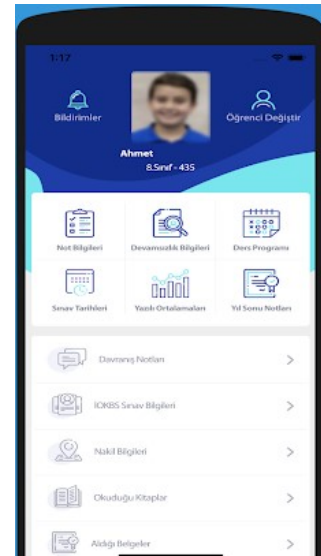 1:17
Bildirimler
Öğrenci Değiştir
Ahmet
8.Sınıf - 435
Not Bilgileri
Devamsızlık Bilgileri
Ders Programı
Sınav Tarihleri
Yazılı Ortalamaları
Yıl Sonu Notları
Davranış Notları
IOKBS Sınav Bilgileri
Nakil Bilgileri
Okuduğu Kitaplar
Aldığı Belgeler